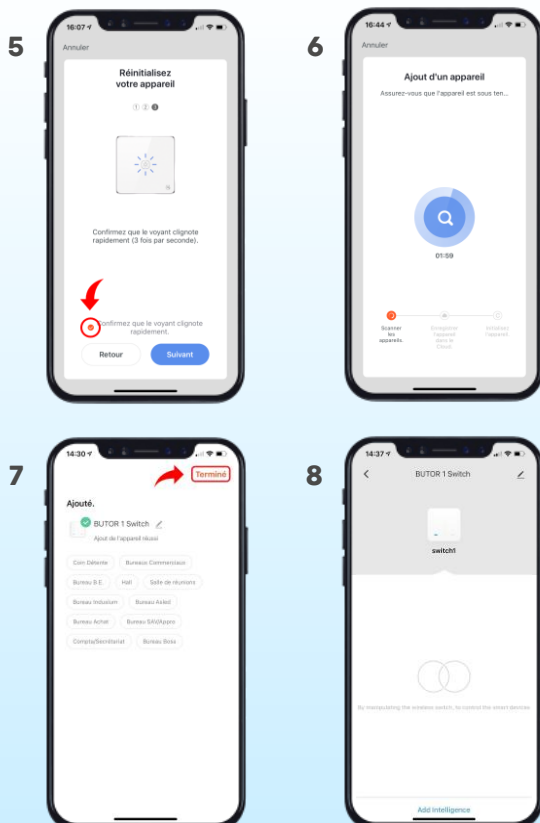 5
16:07
Annuler
Réinitialisez
votre appareil
1 2 3
Confirmez que le voyant clignote
rapidement (3 fois par seconde).
Confirmez que le voyant clignote
rapidement.
Retour
Suivant
6
16:44
Annuler
Ajout d'un appareil
Assurez-vous que l'appareil est sous ten...
01:59
Scanner
les
appareils.
Enregistrer
l'appareil
dans le
Cloud.
Initialisez
l'appareil.
7
14:30
Terminé
Ajouté.
BUTOR 1 Switch
Ajout de l'appareil réussi
Coin Détente
Bureaux Commerciaux
Bureau B.E.
Hall
Salle de réunions
Bureau Indusium
Bureau Asleil
Bureau Achat
Bureau SAV/Appro
Compta/Secrétariat
Bureau Boss
8
14:37
BUTOR 1 Switch
switch1
By manipulating the wireless switch, to control the smart devices
Add Intelligence